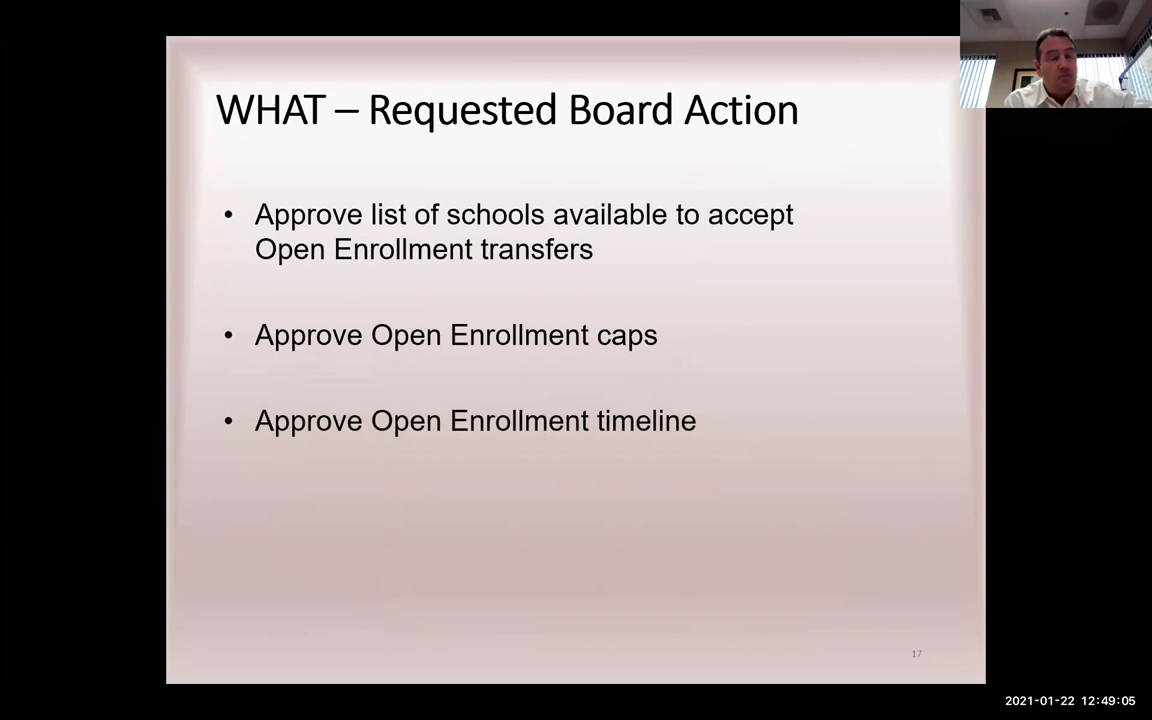 WHAT – Requested Board Action
• Approve list of schools available to accept
Open Enrollment transfers
• Approve Open Enrollment caps
• Approve Open Enrollment timeline
17
2021-01-22 12:49:05